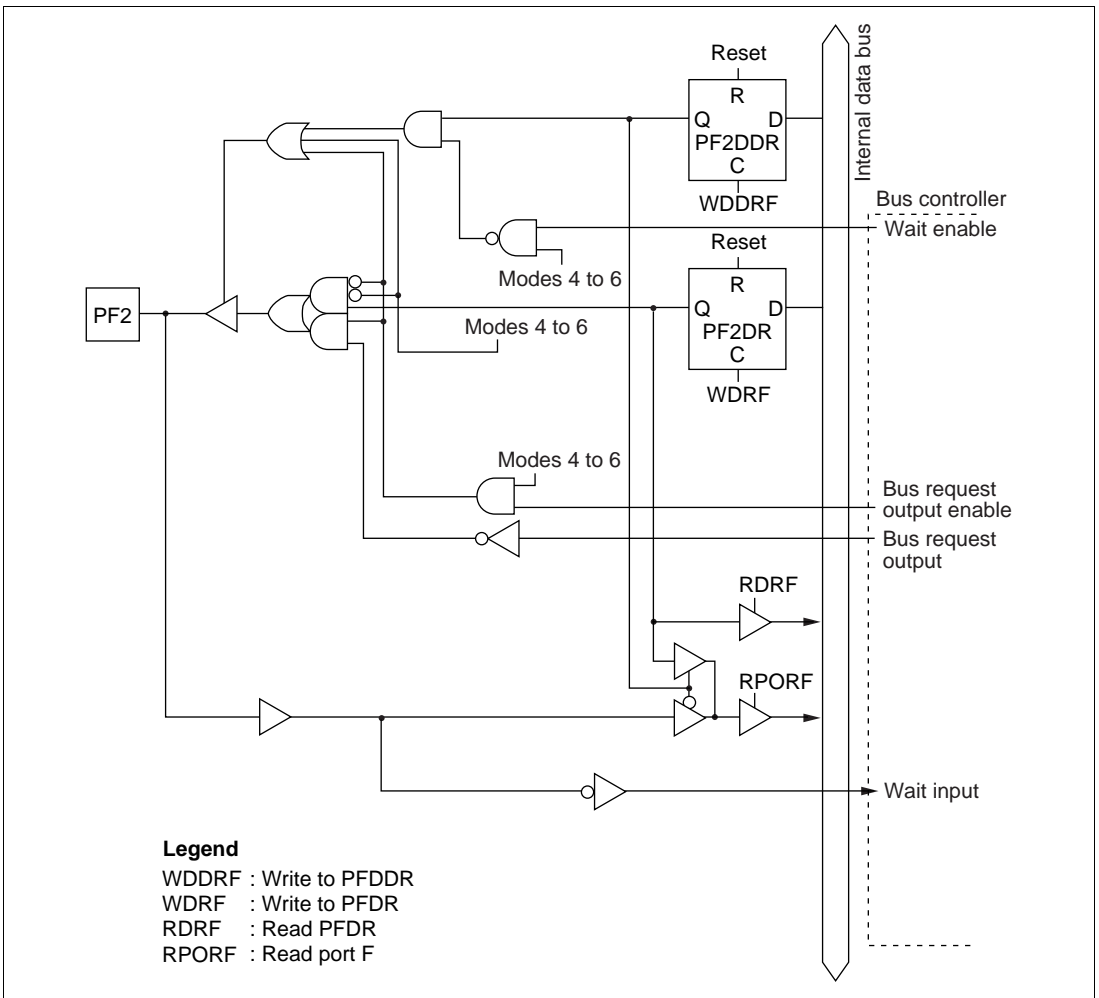 Reset
Internal data bus
R
Q D
PF2DDR
C
WDDRF
Bus controller
Wait enable
Reset
Modes 4 to 6
R
Q D
PF2
Modes 4 to 6
PF2DR
C
WDRF
Modes 4 to 6
Bus request
output enable
Bus request
output
RDRF
RPORF
Wait input
Legend
WDDRF : Write to PFDDR
WDRF : Write to PFDR
RDRF : Read PFDR
RPORF : Read port F